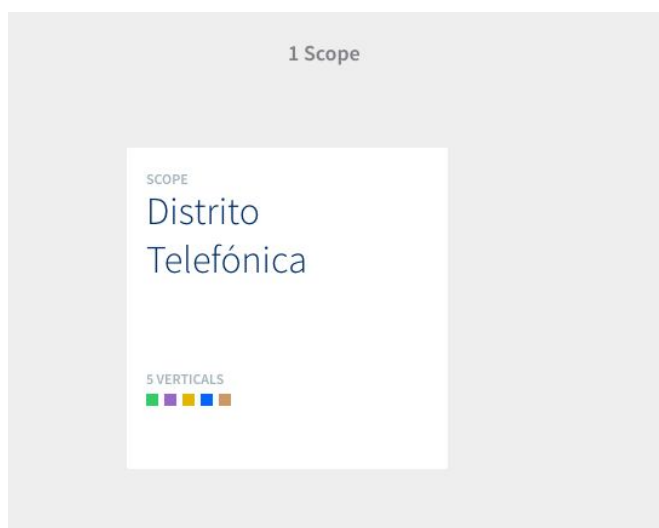 1 Scope
SCOPE
Distrito
Telefónica
5 VERTICALS